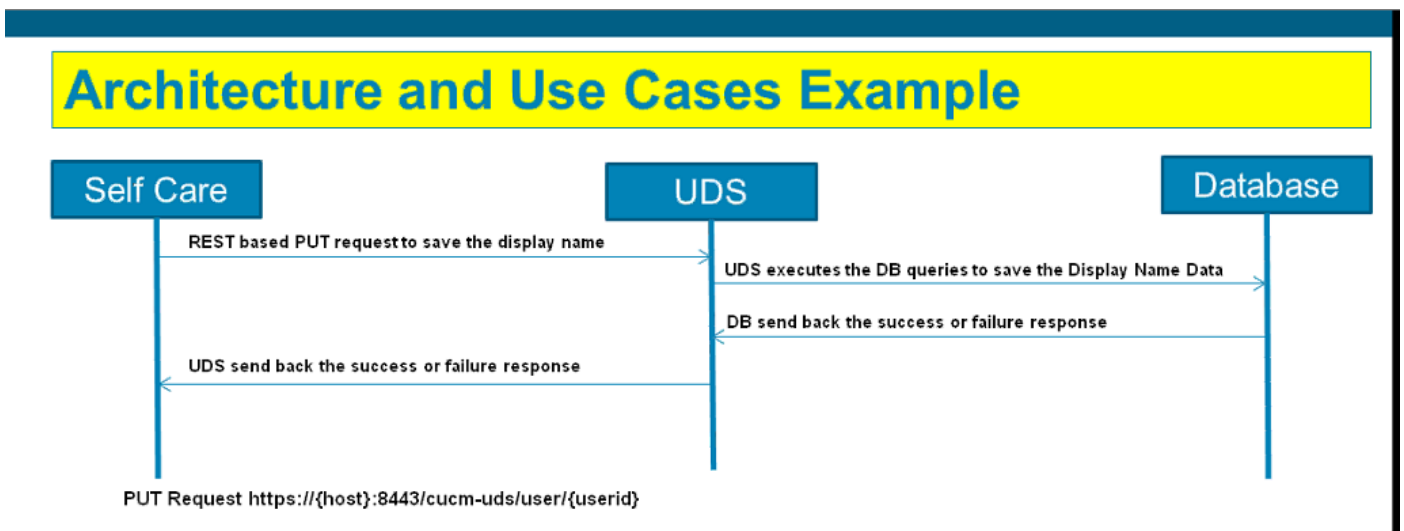 Architecture and Use Cases Example
Self Care
UDS
Database
REST based PUT request to save the display name
UDS executes the DB queries to save the Display Name Data
DB send back the success or failure response
UDS send back the success or failure response
PUT Request https://{host}:8443/cucm-uds/user/{userid}